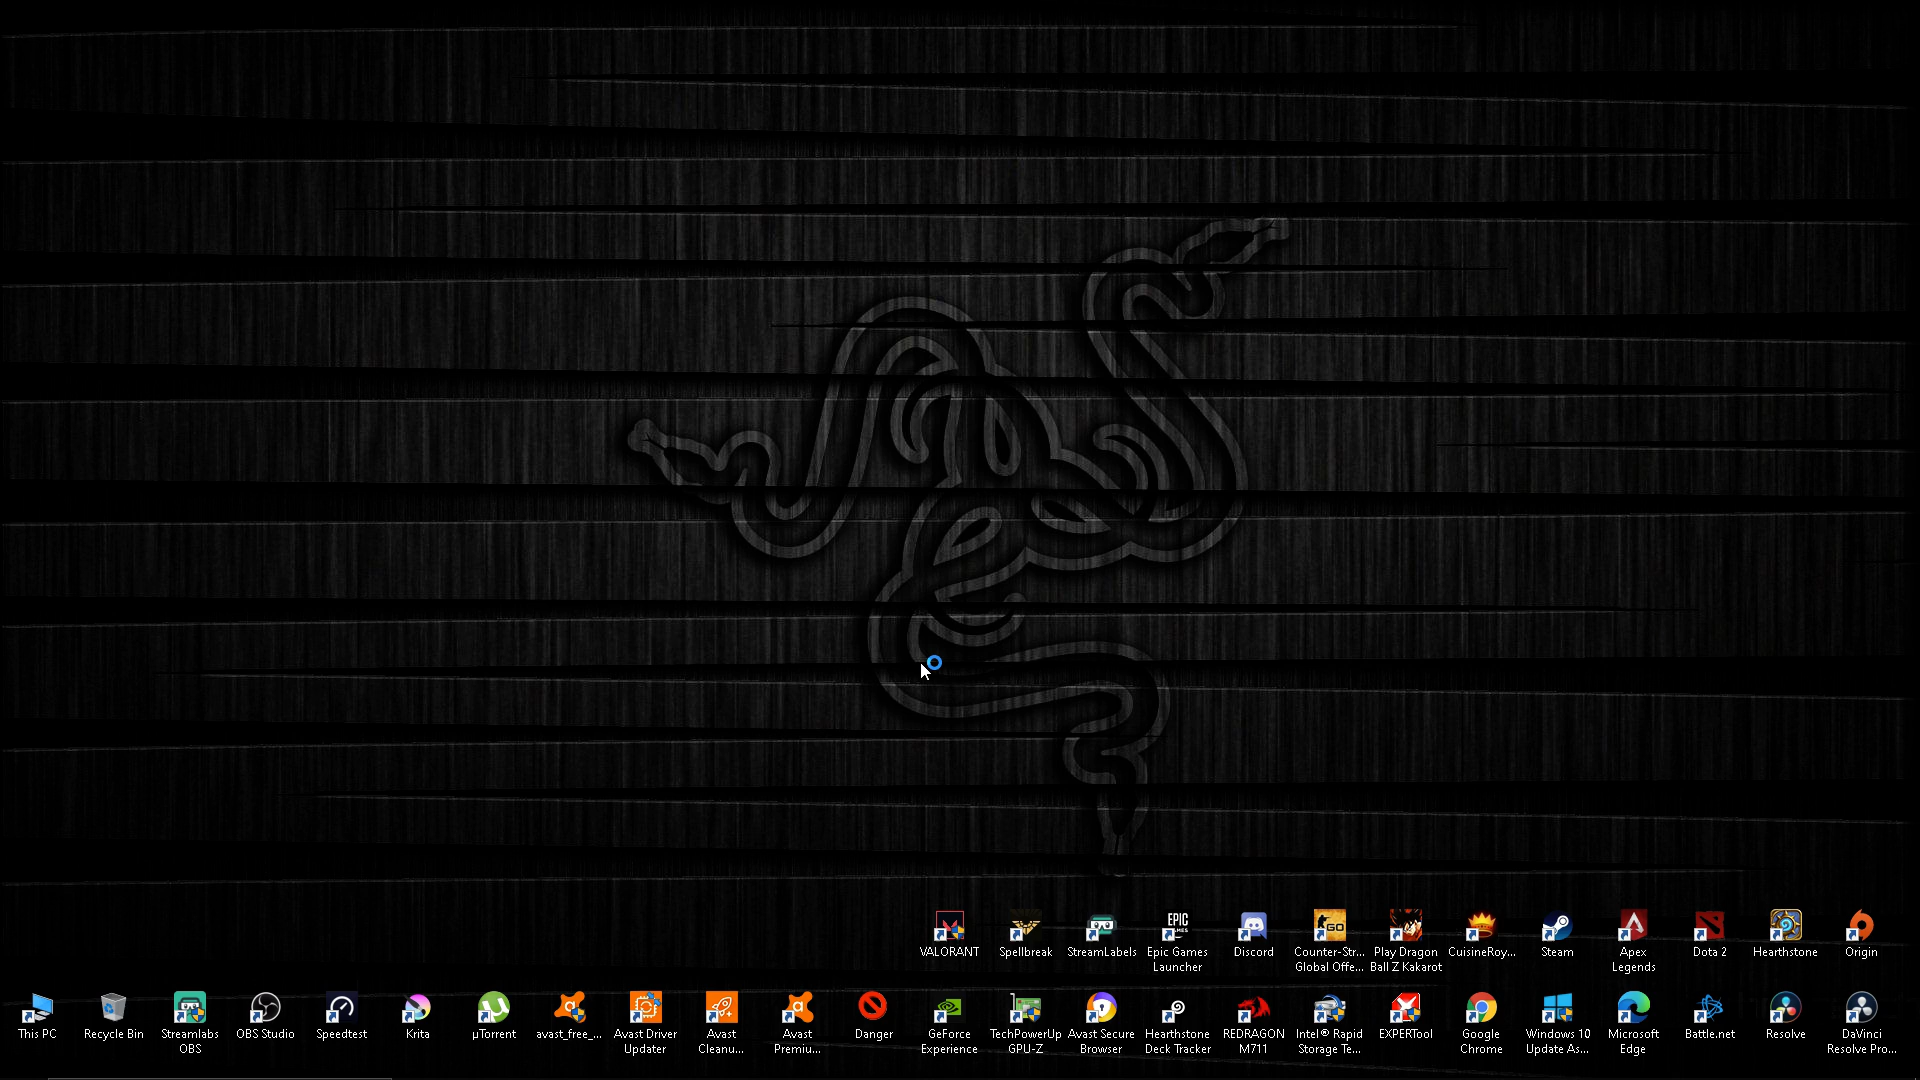 VALORANT
Spellbreak
StreamLabels
Epic Games
Launcher
Discord
Counter-Str...
Global Offe...
Play Dragon
Ball Z Kakarot
CuisineRoy...
Steam
Apex
Legends
Dota 2
Hearthstone
Origin
This PC
Recycle Bin
Streamlabs
OBS
OBS Studio
Speedtest
Krita
µTorrent
avast_free_...
Avast Driver
Updater
Avast
Cleanu...
Avast
Premiu...
Danger
GeForce
Experience
TechPowerUp
GPU-Z
Avast Secure
Browser
Hearthstone
Deck Tracker
REDRAGON
M711
Intel® Rapid
Storage Te...
EXPERTool
Google
Chrome
Windows 10
Update As...
Microsoft
Edge
Battle.net
Resolve
DaVinci
Resolve Pro...